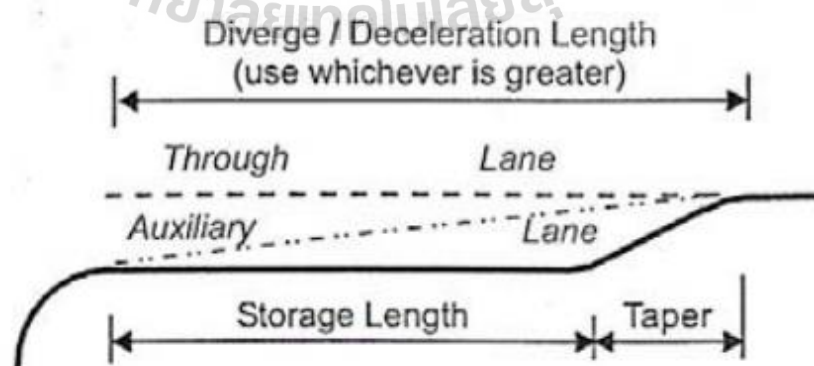 Diverge / Deceleration Length
(use whichever is greater)
Through Lane
Auxiliary Lane
Storage Length Taper